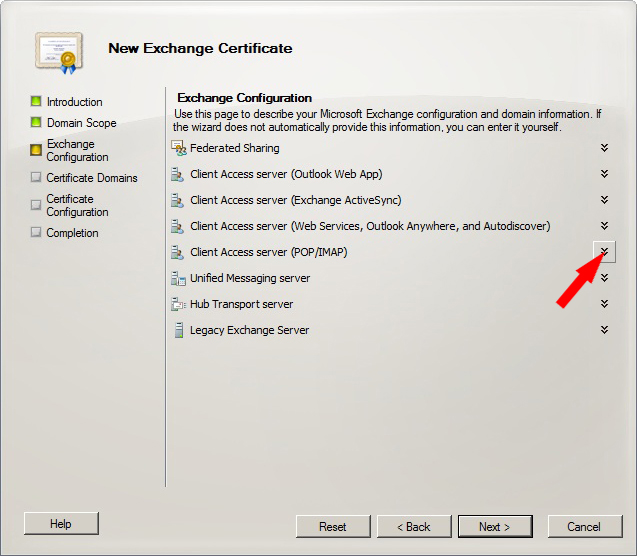 New Exchange Certificate
Introduction
Domain Scope
Exchange
Configuration
Certificate Domains
Certificate
Configuration
Completion
Exchange Configuration
Use this page to describe your Microsoft Exchange configuration and domain information. If
the wizard does not automatically provide this information, you can enter it yourself.
Federated Sharing
Client Access server (Outlook Web App)
Client Access server (Exchange ActiveSync)
Client Access server (Web Services, Outlook Anywhere, and Autodiscover)
Client Access server (POP/IMAP)
Unified Messaging server
Hub Transport server
Legacy Exchange Server
Help
Reset
< Back
Next >
Cancel